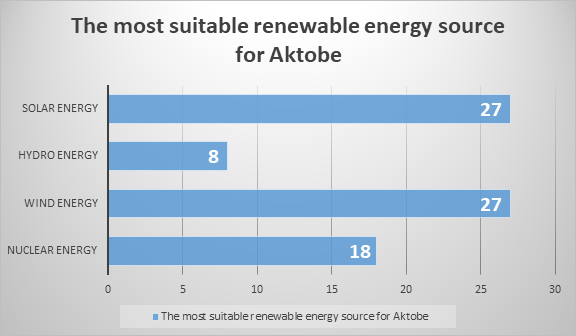 The most suitable renewable energy source
for Aktobe
SOLAR ENERGY
27
HYDRO ENERGY
8
WIND ENERGY
27
NUCLEAR ENERGY
18
0 5 10 15 20 25 30
The most suitable renewable energy source for Aktobe